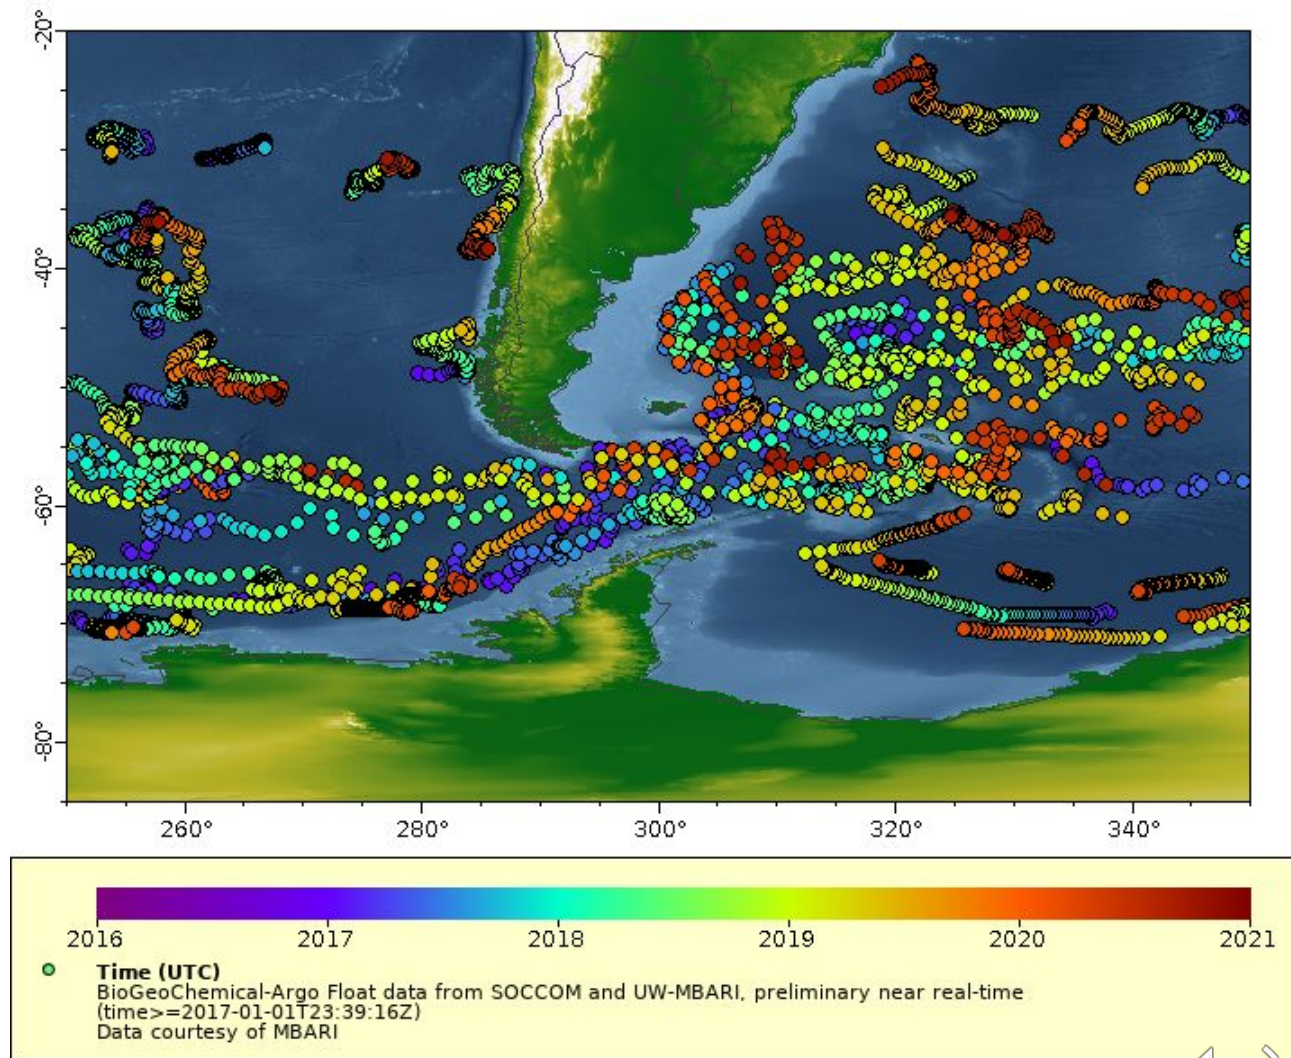 -20°
-40°
-60°
-80°
260° 280° 300° 320° 340°
2016 2017 2018 2019 2020 2021
Time (UTC)
BioGeoChemical-Argo Float data from SOCCOM and UW-MBARI, preliminary near real-time
(time>=2017-01-01T23:39:16Z)
Data courtesy of MBARI